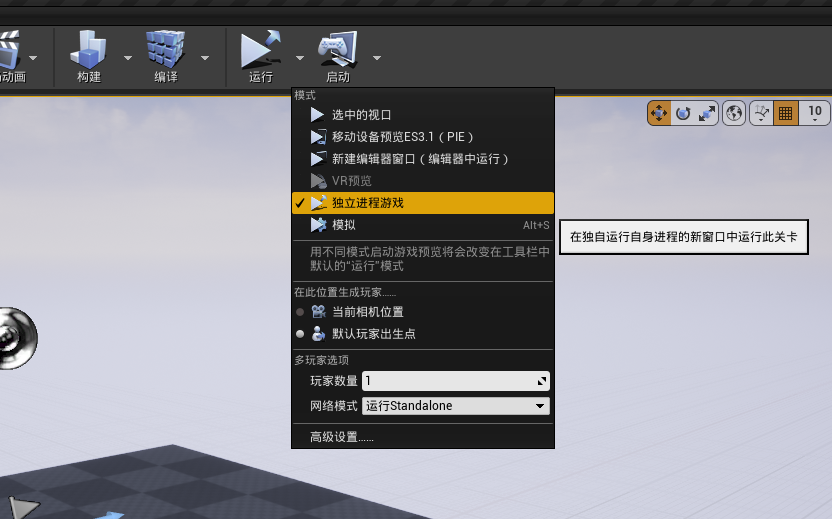 动画
构建
编译
运行
启动
模式
选中的视口
移动设备预览ES3.1 ( PIE )
新建编辑器窗口 ( 编辑器中运行 )
VR预览
独立进程游戏
模拟 Alt+S
用不同模式启动游戏预览将会改变在工具栏中
默认的“运行”模式
在此位置生成玩家......
当前相机位置
默认玩家出生点
多玩家选项
玩家数量 1
网络模式 运行Standalone
高级设置......
10
在独自运行自身进程的新窗口中运行此关卡